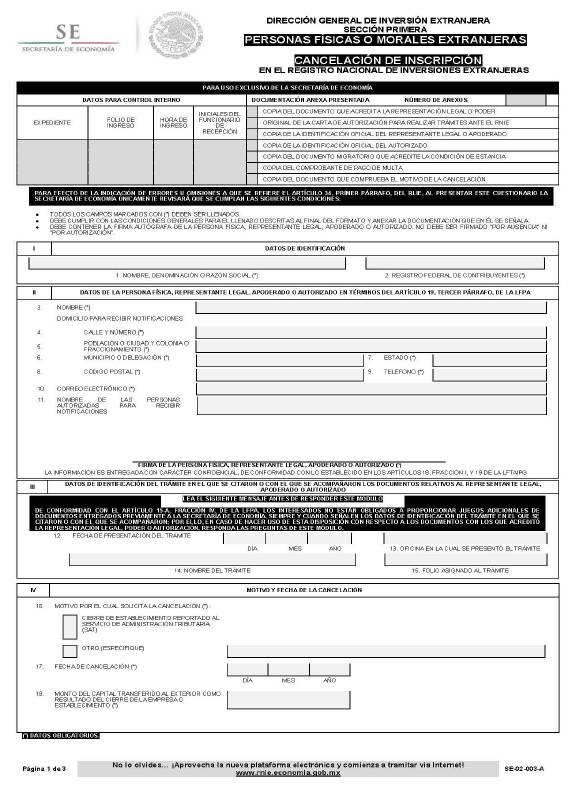 SE
SECRETARÍA DE ECONOMÍA
DIRECCIÓN GENERAL DE INVERSIÓN EXTRANJERA
SECCIÓN PRIMERA
PERSONAS FÍSICAS O MORALES EXTRANJERAS
CANCELACIÓN DE INSCRIPCIÓN
EN EL REGISTRO NACIONAL DE INVERSIONES EXTRANJERAS
PARA USO EXCLUSIVO DE LA SECRETARÍA DE ECONOMÍA
DATOS PARA CONTROL INTERNO
DOCUMENTACIÓN ANEXA PRESENTADA
NÚMERO DE ANEXOS
EXPEDIENTE
FOLIO DE INGRESO
HORA DE INGRESO
INICIALES DEL FUNCIONARIO DE RECEPCIÓN
COPIA DEL DOCUMENTO QUE ACREDITA LA REPRESENTACIÓN LEGAL O PODER
ORIGINAL DE LA CARTA DE AUTORIZACIÓN PARA REALIZAR TRÁMITES ANTE EL RNIE
COPIA DE LA IDENTIFICACIÓN OFICIAL DEL REPRESENTANTE LEGAL O APODERADO
COPIA DE LA IDENTIFICACIÓN OFICIAL DEL AUTORIZADO
COPIA DEL DOCUMENTO MIGRATORIO QUE ACREDITE LA CONDICIÓN DE ESTANCIA
COPIA DEL COMPROBANTE DE PAGO DE MULTA
COPIA DEL DOCUMENTO QUE COMPRUEBA EL MOTIVO DE LA CANCELACIÓN
PARA EFECTO DE LA INDICACIÓN DE ERRORES U OMISIONES A QUE SE REFIERE EL ARTÍCULO 34, PRIMER PÁRRAFO, DEL RLIE, AL PRESENTAR ESTE CUESTIONARIO LA
SECRETARÍA DE ECONOMÍA ÚNICAMENTE REVISARÁ QUE SE CUMPLAN LAS SIGUIENTES CONDICIONES:
• TODOS LOS CAMPOS MARCADOS CON (*) DEBEN SER LLENADOS.
• DEBE CUMPLIR CON LAS CONDICIONES GENERALES PARA EL LLENADO DESCRITAS AL FINAL DEL FORMATO Y ANEXAR LA DOCUMENTACIÓN QUE EN ÉL SE SEÑALA.
• DEBE CONTENER LA FIRMA AUTÓGRAFA DE LA PERSONA FÍSICA, REPRESENTANTE LEGAL, APODERADO O AUTORIZADO. NO DEBE SER FIRMADO "POR AUSENCIA" NI
"POR AUTORIZACIÓN".
I DATOS DE IDENTIFICACIÓN
1. NOMBRE, DENOMINACIÓN O RAZÓN SOCIAL (*)
2. REGISTRO FEDERAL DE CONTRIBUYENTES (*)
II DATOS DE LA PERSONA FÍSICA, REPRESENTANTE LEGAL, APODERADO O AUTORIZADO EN TÉRMINOS DEL ARTÍCULO 19, TERCER PÁRRAFO, DE LA LFPA
3. NOMBRE (*)
DOMICILIO PARA RECIBIR NOTIFICACIONES
4. CALLE Y NÚMERO (*)
5. POBLACIÓN O CIUDAD Y COLONIA O
FRACCIONAMIENTO (*)
6. MUNICIPIO O DELEGACIÓN (*)
7. ESTADO (*)
8. CÓDIGO POSTAL (*)
9. TELÉFONO (*)
10. CORREO ELECTRÓNICO (*)
11. NOMBRE DE LAS PERSONAS
AUTORIZADAS PARA RECIBIR
NOTIFICACIONES
FIRMA DE LA PERSONA FÍSICA, REPRESENTANTE LEGAL, APODERADO O AUTORIZADO (*)
LA INFORMACIÓN ES ENTREGADA CON CARÁCTER CONFIDENCIAL, DE CONFORMIDAD CON LO ESTABLECIDO EN LOS ARTÍCULOS 18, FRACCIÓN I, Y 19 DE LA LFTAIPG
III DATOS DE IDENTIFICACIÓN DEL TRÁMITE EN EL QUE SE CITARON O CON EL QUE SE ACOMPAÑARON LOS DOCUMENTOS RELATIVOS AL REPRESENTANTE LEGAL,
APODERADO O AUTORIZADO
LEA EL SIGUIENTE MENSAJE ANTES DE RESPONDER ESTE MÓDULO
DE CONFORMIDAD CON EL ARTÍCULO 15-A, FRACCIÓN IV, DE LA LFPA, LOS INTERESADOS NO ESTÁN OBLIGADOS A PROPORCIONAR JUEGOS ADICIONALES DE
DOCUMENTOS ENTREGADOS PREVIAMENTE A LA SECRETARÍA DE ECONOMÍA, SIEMPRE Y CUANDO SEÑALEN LOS DATOS DE IDENTIFICACIÓN DEL TRÁMITE EN EL QUE SE
CITARON O CON EL QUE SE ACOMPAÑARON; POR ELLO, EN CASO DE HACER USO DE ESTA DISPOSICIÓN CON RESPECTO A LOS DOCUMENTOS CON LOS QUE ACREDITÓ
LA REPRESENTACIÓN LEGAL, PODER O AUTORIZACIÓN, RESPONDA LAS PREGUNTAS DE ESTE MÓDULO.
12. FECHA DE PRESENTACIÓN DEL TRÁMITE
DÍA MES AÑO
13. OFICINA EN LA CUAL SE PRESENTÓ EL TRÁMITE
14. NOMBRE DEL TRÁMITE
15. FOLIO ASIGNADO AL TRÁMITE
IV MOTIVO Y FECHA DE LA CANCELACIÓN
16. MOTIVO POR EL CUAL SOLICITA LA CANCELACIÓN (*):
CIERRE DE ESTABLECIMIENTO REPORTADO AL
SERVICIO DE ADMINISTRACIÓN TRIBUTARIA
(SAT)
OTRO (ESPECIFIQUE)
17. FECHA DE CANCELACIÓN (*)
DÍA MES AÑO
18. MONTO DEL CAPITAL TRANSFERIDO AL EXTERIOR COMO
RESULTADO DEL CIERRE DE LA EMPRESA O
ESTABLECIMIENTO (*)
(*) DATOS OBLIGATORIOS.
Página 1 de 3
No lo olvides... ¡Aprovecha la nueva plataforma electrónica y comienza a tramitar vía Internet!
www.rnie.economia.gob.mx
SE-02-003-A